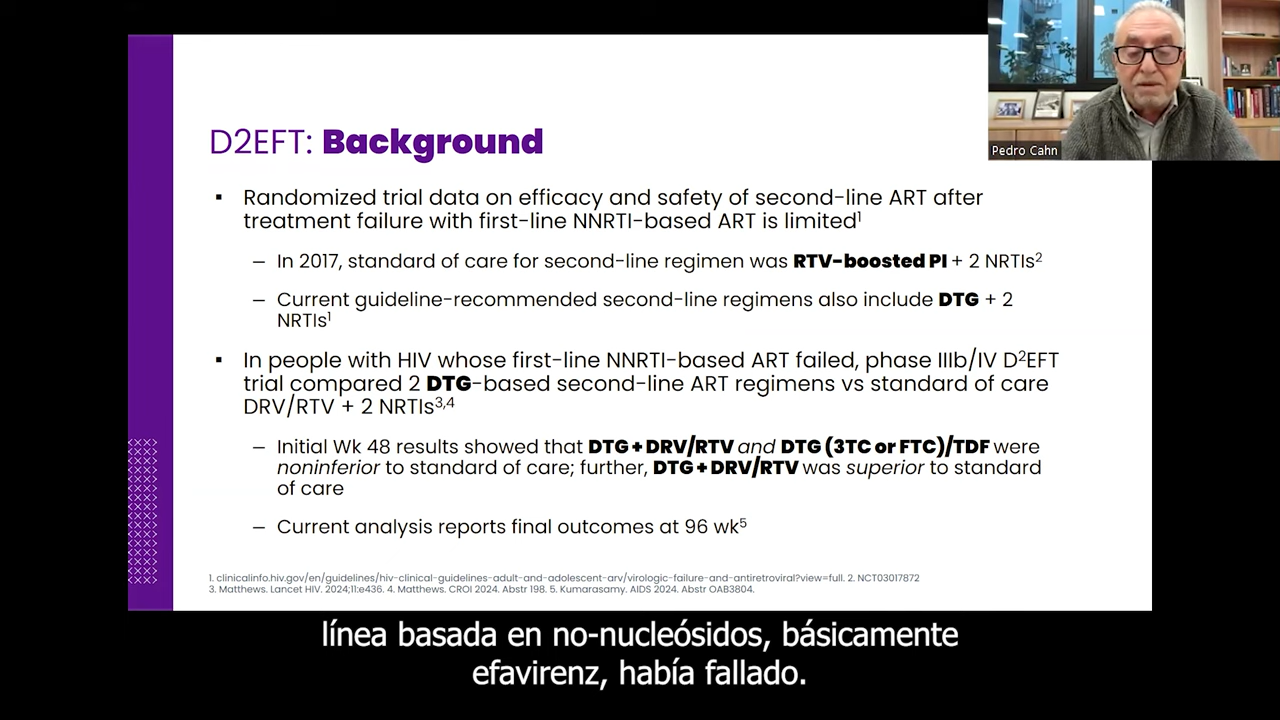 Pedro Cahn
D2EFT: Background
▪ Randomized trial data on efficacy and safety of second-line ART after
treatment failure with first-line NNRTI-based ART is limited¹
– In 2017, standard of care for second-line regimen was RTV-boosted PI + 2 NRTIs²
– Current guideline-recommended second-line regimens also include DTG + 2
NRTIs¹
▪ In people with HIV whose first-line NNRTI-based ART failed, phase IIIb/IV D²EFT
trial compared 2 DTG-based second-line ART regimens vs standard of care
DRV/RTV + 2 NRTIs³,⁴
– Initial Wk 48 results showed that DTG + DRV/RTV and DTG (3TC or FTC)/TDF were
noninferior to standard of care; further, DTG + DRV/RTV was superior to standard
of care
– Current analysis reports final outcomes at 96 wk⁵
1. clinicalinfo.hiv.gov/en/guidelines/hiv-clinical-guidelines-adult-and-adolescent-arv/virologic-failure-and-antiretroviral?view=full. 2. NCT03017872
3. Matthews. Lancet HIV. 2024;11:e436. 4. Matthews. CROI 2024. Abstr 198. 5. Kumarasamy. AIDS 2024. Abstr OAB3804.
línea basada en no-nucleósidos, básicamente
efavirenz, había fallado.